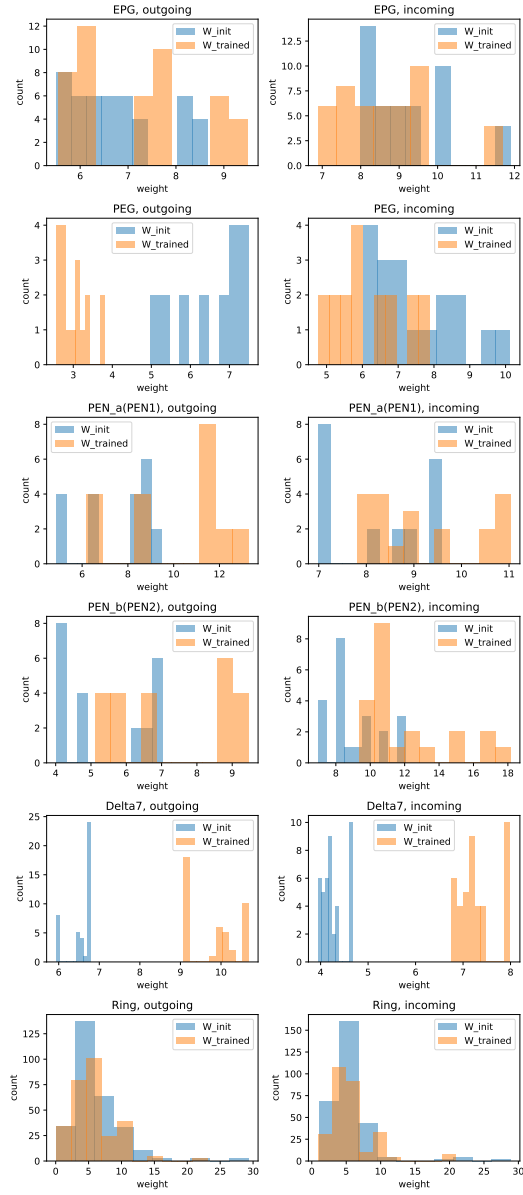 EPG, outgoing
count
12
10
8
6
4
2
0
W_init
W_trained
6 7 8 9
weight
EPG, incoming
count
12.5
10.0
7.5
5.0
2.5
0.0
W_init
W_trained
7 8 9 10 11 12
weight
PEG, outgoing
count
4
3
2
1
0
W_init
W_trained
3 4 5 6 7
weight
PEG, incoming
count
4
3
2
1
0
W_init
W_trained
5 6 7 8 9 10
weight
PEN_a(PEN1), outgoing
count
8
6
4
2
0
W_init
W_trained
6 8 10 12
weight
PEN_a(PEN1), incoming
count
8
6
4
2
0
W_init
W_trained
7 8 9 10 11
weight
PEN_b(PEN2), outgoing
count
8
6
4
2
0
W_init
W_trained
4 5 6 7 8 9
weight
PEN_b(PEN2), incoming
count
8
6
4
2
0
W_init
W_trained
8 10 12 14 16 18
weight
Delta7, outgoing
count
25
20
15
10
5
0
W_init
W_trained
6 7 8 9 10
weight
Delta7, incoming
count
10
8
6
4
2
0
W_init
W_trained
4 5 6 7 8
weight
Ring, outgoing
count
125
100
75
50
25
0
W_init
W_trained
0 5 10 15 20 25 30
weight
Ring, incoming
count
150
125
100
75
50
25
0
W_init
W_trained
0 5 10 15 20 25 30
weight